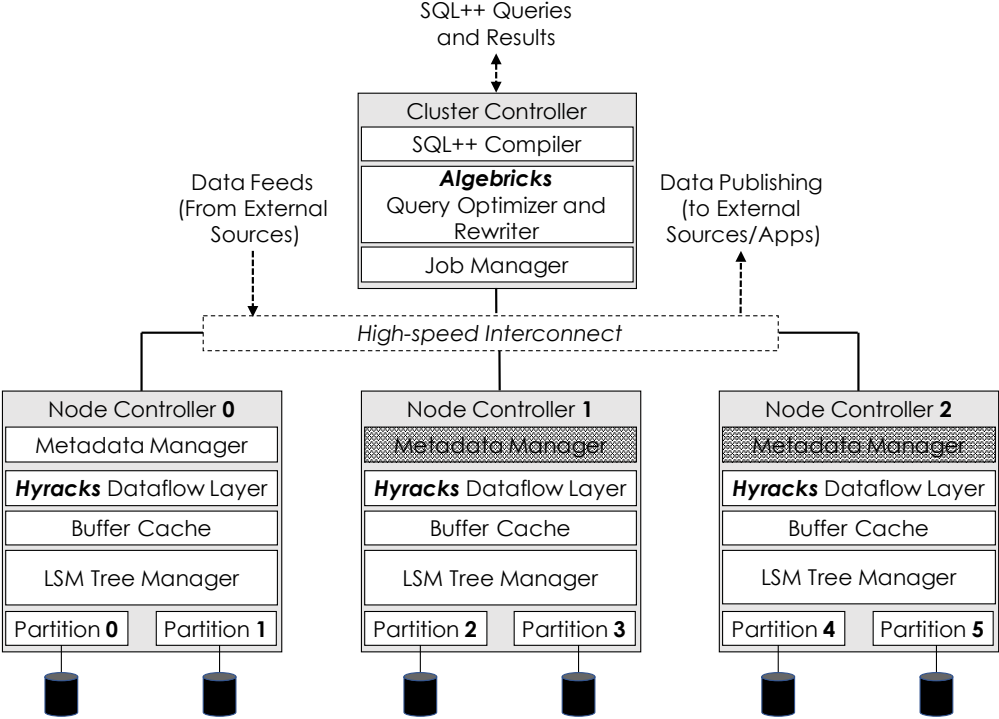 SQL++ Queries
and Results
Cluster Controller
SQL++ Compiler
Algebricks
Query Optimizer and
Rewriter
Job Manager
Data Feeds
(From External
Sources)
Data Publishing
(to External
Sources/Apps)
High-speed Interconnect
Node Controller 0
Metadata Manager
Hyracks Dataflow Layer
Buffer Cache
LSM Tree Manager
Partition 0
Partition 1
Node Controller 1
Metadata Manager
Hyracks Dataflow Layer
Buffer Cache
LSM Tree Manager
Partition 2
Partition 3
Node Controller 2
Metadata Manager
Hyracks Dataflow Layer
Buffer Cache
LSM Tree Manager
Partition 4
Partition 5